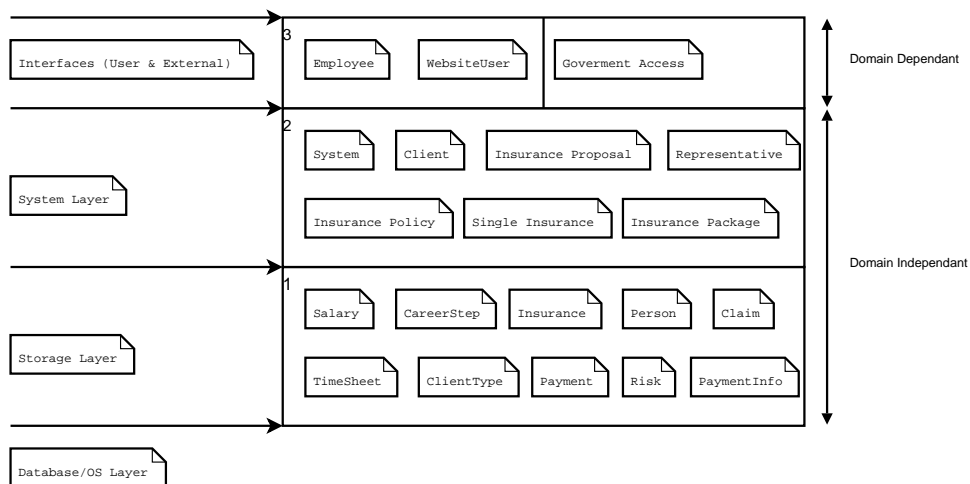 3
Interfaces (User & External)
Employee
WebsiteUser
Goverment Access
Domain Dependant
2
System
Client
Insurance Proposal
Representative
System Layer
Insurance Policy
Single Insurance
Insurance Package
Domain Independant
1
Salary
CareerStep
Insurance
Person
Claim
Storage Layer
TimeSheet
ClientType
Payment
Risk
PaymentInfo
Database/OS Layer